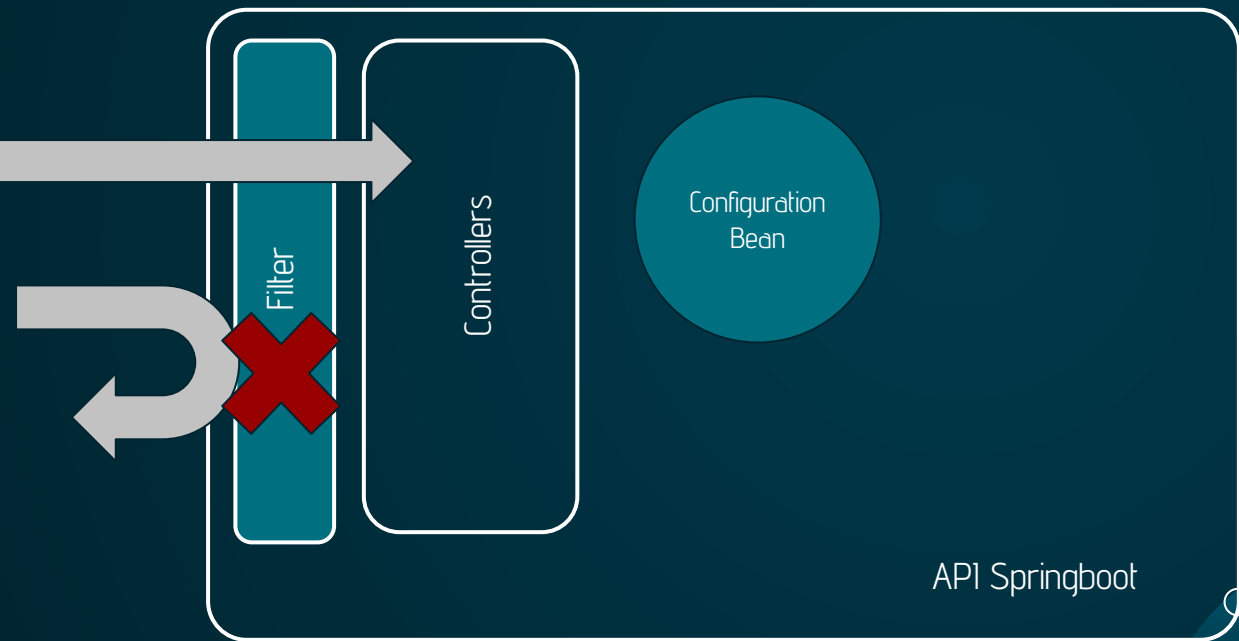 Filter
Controllers
Configuration
Bean
API Springboot